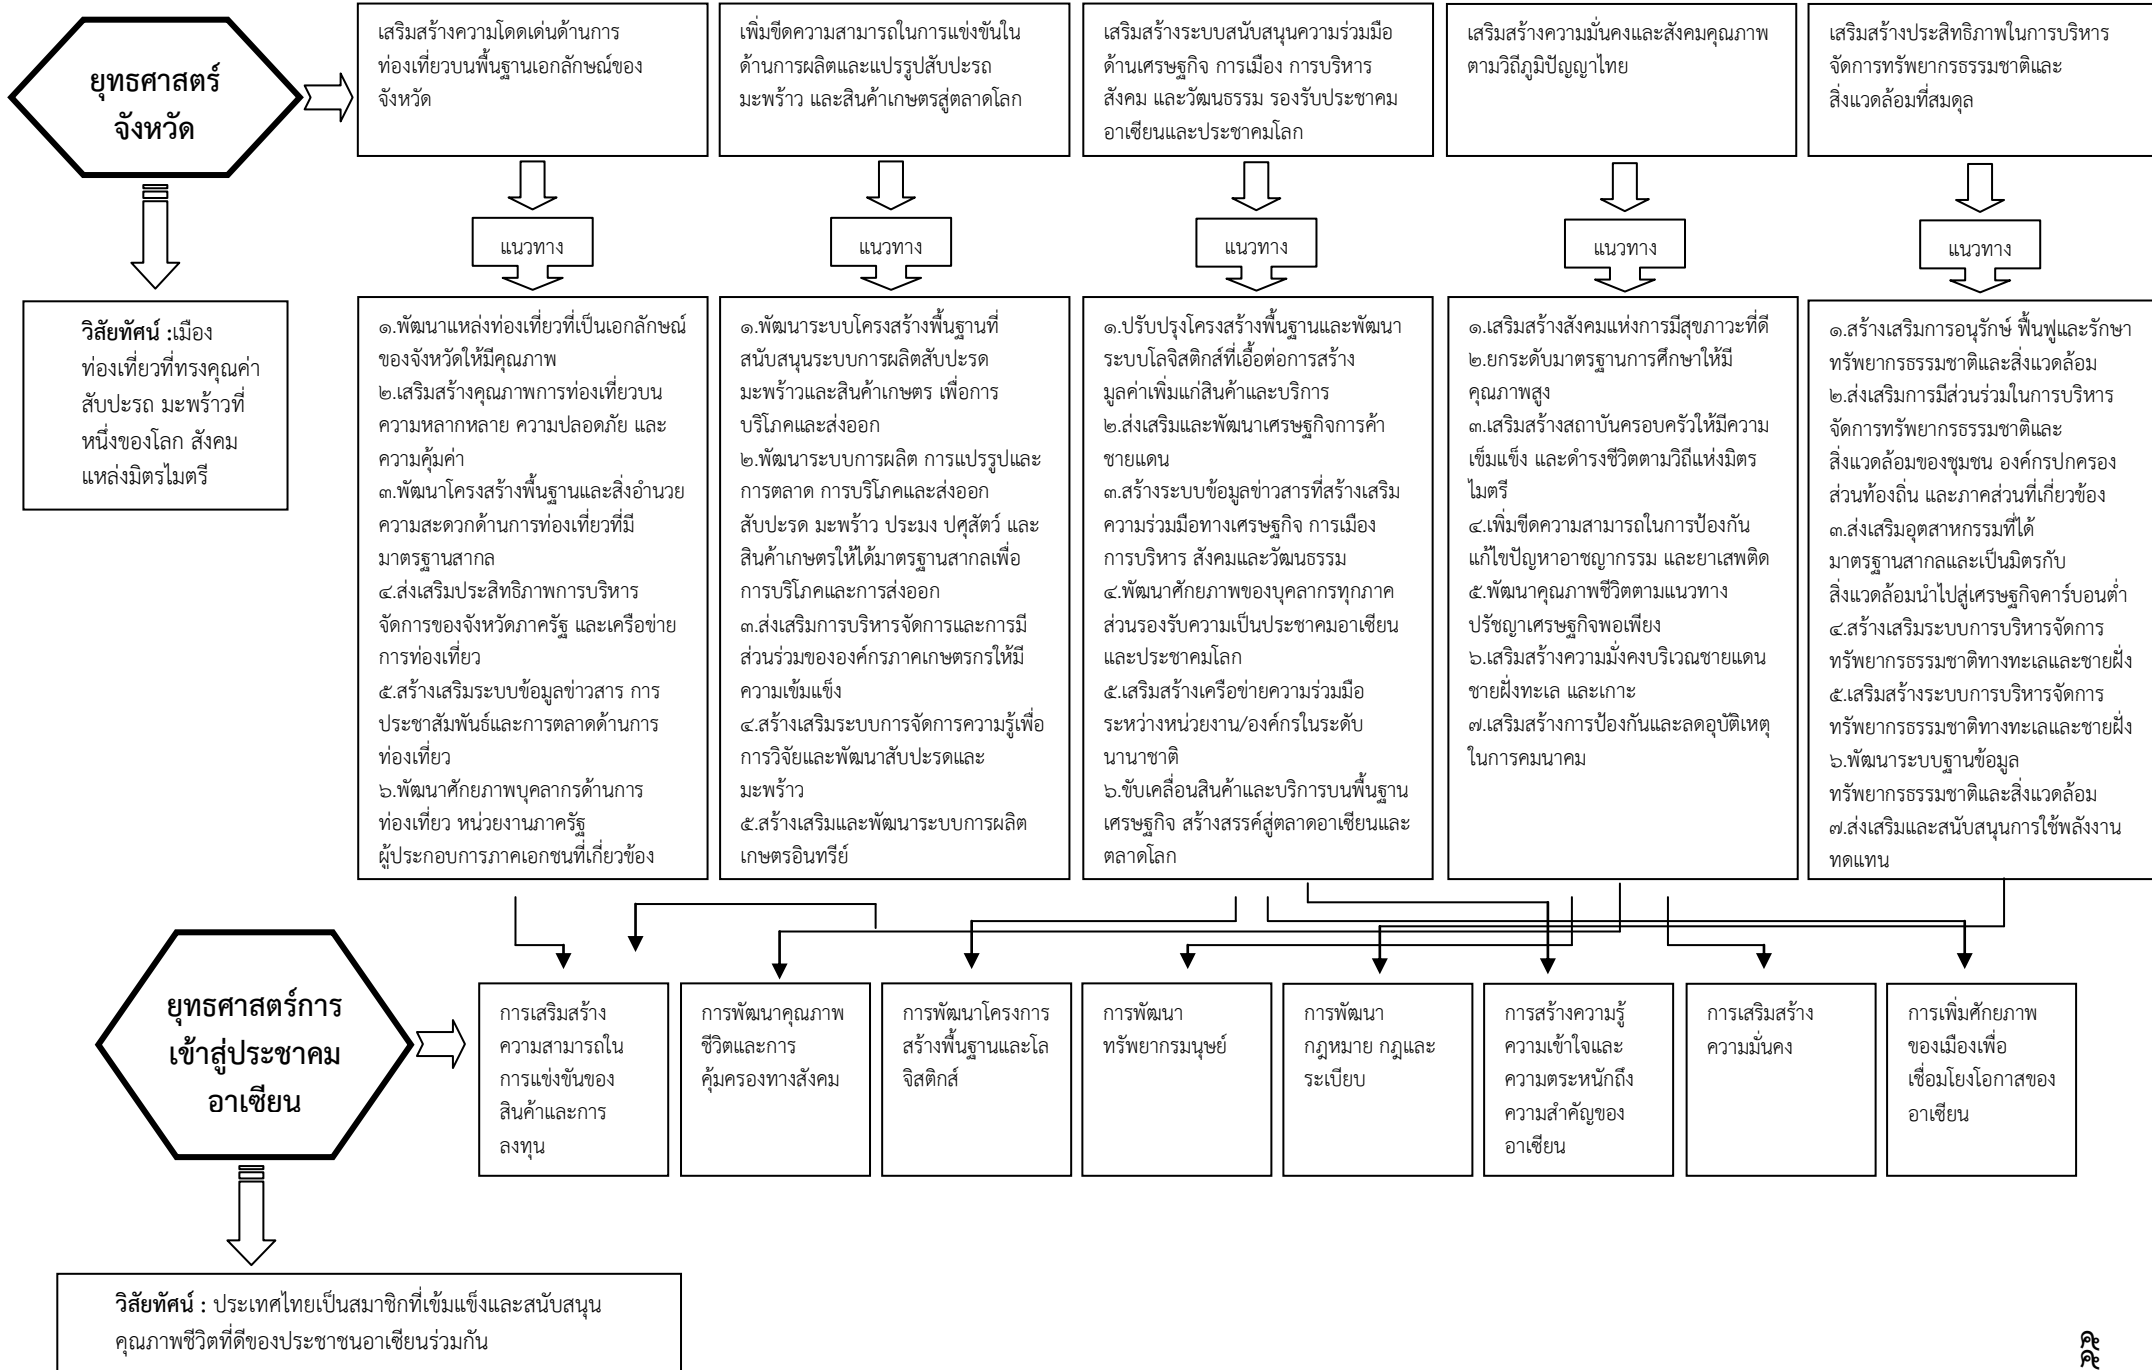 ยุทธศาสตร์
จังหวัด
เสริมสร้างความโดดเด่นด้านการ
ท่องเที่ยวบนพื้นฐานเอกลักษณ์ของ
จังหวัด
เพิ่มขีดความสามารถในการแข่งขันใน
ด้านการผลิตและแปรรูปสับปะรถ
มะพร้าว และสินค้าเกษตรสู่ตลาดโลก
เสริมสร้างระบบสนับสนุนความร่วมมือ
ด้านเศรษฐกิจ การเมือง การบริหาร
สังคม และวัฒนธรรม รองรับประชาคม
อาเซียนและประชาคมโลก
เสริมสร้างความมั่นคงและสังคมคุณภาพ
ตามวิถีภูมิปัญญาไทย
เสริมสร้างประสิทธิภาพในการบริหาร
จัดการทรัพยากรธรรมชาติและ
สิ่งแวดล้อมที่สมดุล
แนวทาง
แนวทาง
แนวทาง
แนวทาง
แนวทาง
วิสัยทัศน์ :เมือง
ท่องเที่ยวที่ทรงคุณค่า
สับปะรถ มะพร้าวที่
หนึ่งของโลก สังคม
แหล่งมิตรไมตรี
๑.พัฒนาแหล่งท่องเที่ยวที่เป็นเอกลักษณ์
ของจังหวัดให้มีคุณภาพ
๒.เสริมสร้างคุณภาพการท่องเที่ยวบน
ความหลากหลาย ความปลอดภัย และ
ความคุ้มค่า
๓.พัฒนาโครงสร้างพื้นฐานและสิ่งอำนวย
ความสะดวกด้านการท่องเที่ยวที่มี
มาตรฐานสากล
๔.ส่งเสริมประสิทธิภาพการบริหาร
จัดการของจังหวัดภาครัฐ และเครือข่าย
การท่องเที่ยว
๕.สร้างเสริมระบบข้อมูลข่าวสาร การ
ประชาสัมพันธ์และการตลาดด้านการ
ท่องเที่ยว
๖.พัฒนาศักยภาพบุคลากรด้านการ
ท่องเที่ยว หน่วยงานภาครัฐ
ผู้ประกอบการภาคเอกชนที่เกี่ยวข้อง
๑.พัฒนาระบบโครงสร้างพื้นฐานที่
สนับสนุนระบบการผลิตสับปะรด
มะพร้าวและสินค้าเกษตร เพื่อการ
บริโภคและส่งออก
๒.พัฒนาระบบการผลิต การแปรรูปและ
การตลาด การบริโภคและส่งออก
สับปะรด มะพร้าว ประมง ปศุสัตว์ และ
สินค้าเกษตรให้ได้มาตรฐานสากลเพื่อ
การบริโภคและการส่งออก
๓.ส่งเสริมการบริหารจัดการและการมี
ส่วนร่วมขององค์กรภาคเกษตรกรให้มี
ความเข้มแข็ง
๔.สร้างเสริมระบบการจัดการความรู้เพื่อ
การวิจัยและพัฒนาสับปะรดและ
มะพร้าว
๕.สร้างเสริมและพัฒนาระบบการผลิต
เกษตรอินทรีย์
๑.ปรับปรุงโครงสร้างพื้นฐานและพัฒนา
ระบบโลจิสติกส์ที่เอื้อต่อการสร้าง
มูลค่าเพิ่มแก่สินค้าและบริการ
๒.ส่งเสริมและพัฒนาเศรษฐกิจการค้า
ชายแดน
๓.สร้างระบบข้อมูลข่าวสารที่สร้างเสริม
ความร่วมมือทางเศรษฐกิจ การเมือง
การบริหาร สังคมและวัฒนธรรม
๔.พัฒนาศักยภาพของบุคลากรทุกภาค
ส่วนรองรับความเป็นประชาคมอาเซียน
และประชาคมโลก
๕.เสริมสร้างเครือข่ายความร่วมมือ
ระหว่างหน่วยงาน/องค์กรในระดับ
นานาชาติ
๖.ขับเคลื่อนสินค้าและบริการบนพื้นฐาน
เศรษฐกิจ สร้างสรรค์สู่ตลาดอาเซียนและ
ตลาดโลก
๑.เสริมสร้างสังคมแห่งการมีสุขภาวะที่ดี
๒.ยกระดับมาตรฐานการศึกษาให้มี
คุณภาพสูง
๓.เสริมสร้างสถาบันครอบครัวให้มีความ
เข็มแข็ง และดำรงชีวิตตามวิถีแห่งมิตร
ไมตรี
๔.เพิ่มขีดความสามารถในการป้องกัน
แก้ไขปัญหาอาชญากรรม และยาเสพติด
๕.พัฒนาคุณภาพชีวิตตามแนวทาง
ปรัชญาเศรษฐกิจพอเพียง
๖.เสริมสร้างความมั่งคงบริเวณชายแดน
ชายฝั่งทะเล และเกาะ
๗.เสริมสร้างการป้องกันและลดอุบัติเหตุ
ในการคมนาคม
๑.สร้างเสริมการอนุรักษ์ ฟื้นฟูและรักษา
ทรัพยากรธรรมชาติและสิ่งแวดล้อม
๒.ส่งเสริมการมีส่วนร่วมในการบริหาร
จัดการทรัพยากรธรรมชาติและ
สิ่งแวดล้อมของชุมชน องค์กรปกครอง
ส่วนท้องถิ่น และภาคส่วนที่เกี่ยวข้อง
๓.ส่งเสริมอุตสาหกรรมที่ได้
มาตรฐานสากลและเป็นมิตรกับ
สิ่งแวดล้อมนำไปสู่เศรษฐกิจคาร์บอนต่ำ
๔.สร้างเสริมระบบการบริหารจัดการ
ทรัพยากรธรรมชาติทางทะเลและชายฝั่ง
๕.เสริมสร้างระบบการบริหารจัดการ
ทรัพยากรธรรมชาติทางทะเลและชายฝั่ง
๖.พัฒนาระบบฐานข้อมูล
ทรัพยากรธรรมชาติและสิ่งแวดล้อม
๗.ส่งเสริมและสนับสนุนการใช้พลังงาน
ทดแทน
ยุทธศาสตร์การ
เข้าสู่ประชาคม
อาเซียน
การเสริมสร้าง
ความสามารถใน
การแข่งขันของ
สินค้าและการ
ลงทุน
การพัฒนาคุณภาพ
ชีวิตและการ
คุ้มครองทางสังคม
การพัฒนาโครงการ
สร้างพื้นฐานและโล
จิสติกส์
การพัฒนา
ทรัพยากรมนุษย์
การพัฒนา
กฎหมาย กฎและ
ระเบียบ
การสร้างความรู้
ความเข้าใจและ
ความตระหนักถึง
ความสำคัญของ
อาเซียน
การเสริมสร้าง
ความมั่นคง
การเพิ่มศักยภาพ
ของเมืองเพื่อ
เชื่อมโยงโอกาสของ
อาเซียน
วิสัยทัศน์ : ประเทศไทยเป็นสมาชิกที่เข้มแข็งและสนับสนุน
คุณภาพชีวิตที่ดีของประชาชนอาเซียนร่วมกัน
๕๕